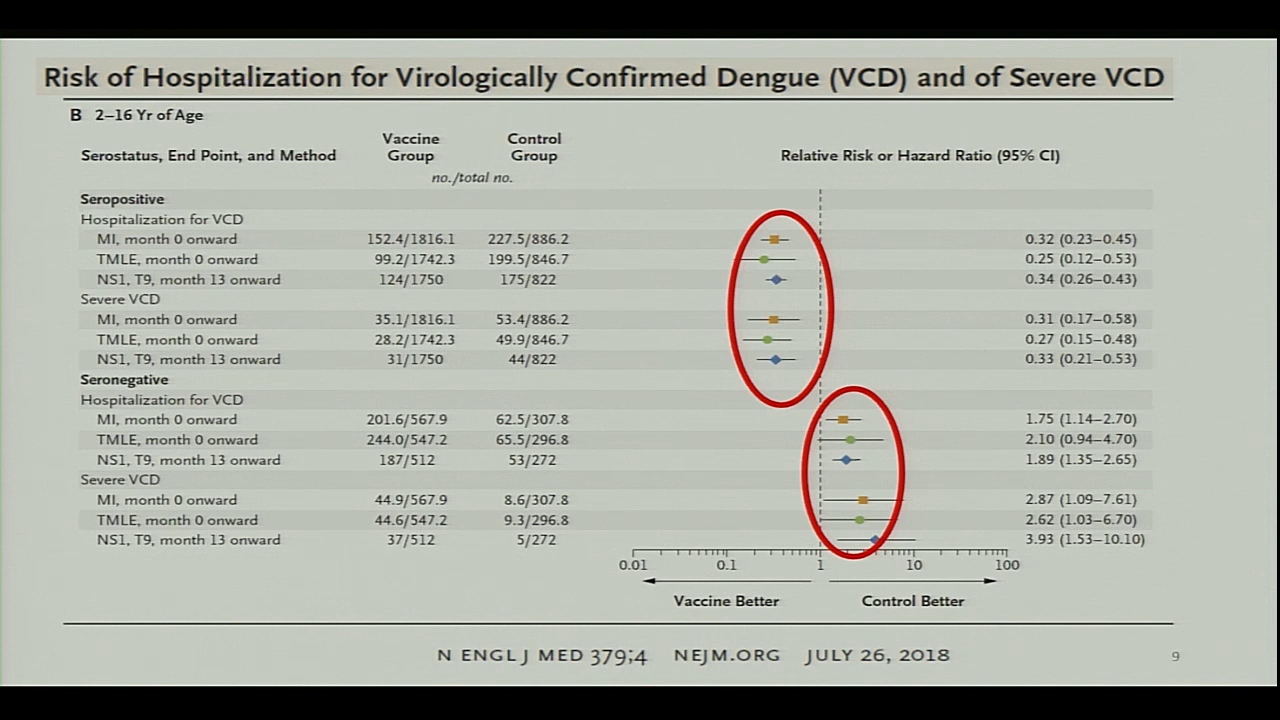 Risk of Hospitalization for Virologically Confirmed Dengue (VCD) and of Severe VCD
B 2–16 Yr of Age
Serostatus, End Point, and Method Vaccine Group Control Group Relative Risk or Hazard Ratio (95% CI)
no./total no.
Seropositive
Hospitalization for VCD
MI, month 0 onward 152.4/1816.1 227.5/886.2 0.32 (0.23–0.45)
TMLE, month 0 onward 99.2/1742.3 199.5/846.7 0.25 (0.12–0.53)
NS1, T9, month 13 onward 124/1750 175/822 0.34 (0.26–0.43)
Severe VCD
MI, month 0 onward 35.1/1816.1 53.4/886.2 0.31 (0.17–0.58)
TMLE, month 0 onward 28.2/1742.3 49.9/846.7 0.27 (0.15–0.48)
NS1, T9, month 13 onward 31/1750 44/822 0.33 (0.21–0.53)
Seronegative
Hospitalization for VCD
MI, month 0 onward 201.6/567.9 62.5/307.8 1.75 (1.14–2.70)
TMLE, month 0 onward 244.0/547.2 65.5/296.8 2.10 (0.94–4.70)
NS1, T9, month 13 onward 187/512 53/272 1.89 (1.35–2.65)
Severe VCD
MI, month 0 onward 44.9/567.9 8.6/307.8 2.87 (1.09–7.61)
TMLE, month 0 onward 44.6/547.2 9.3/296.8 2.62 (1.03–6.70)
NS1, T9, month 13 onward 37/512 5/272 3.93 (1.53–10.10)
0.01 0.1 1 10 100
Vaccine Better Control Better
N ENGL J MED 379;4 NEJM.ORG JULY 26, 2018
9